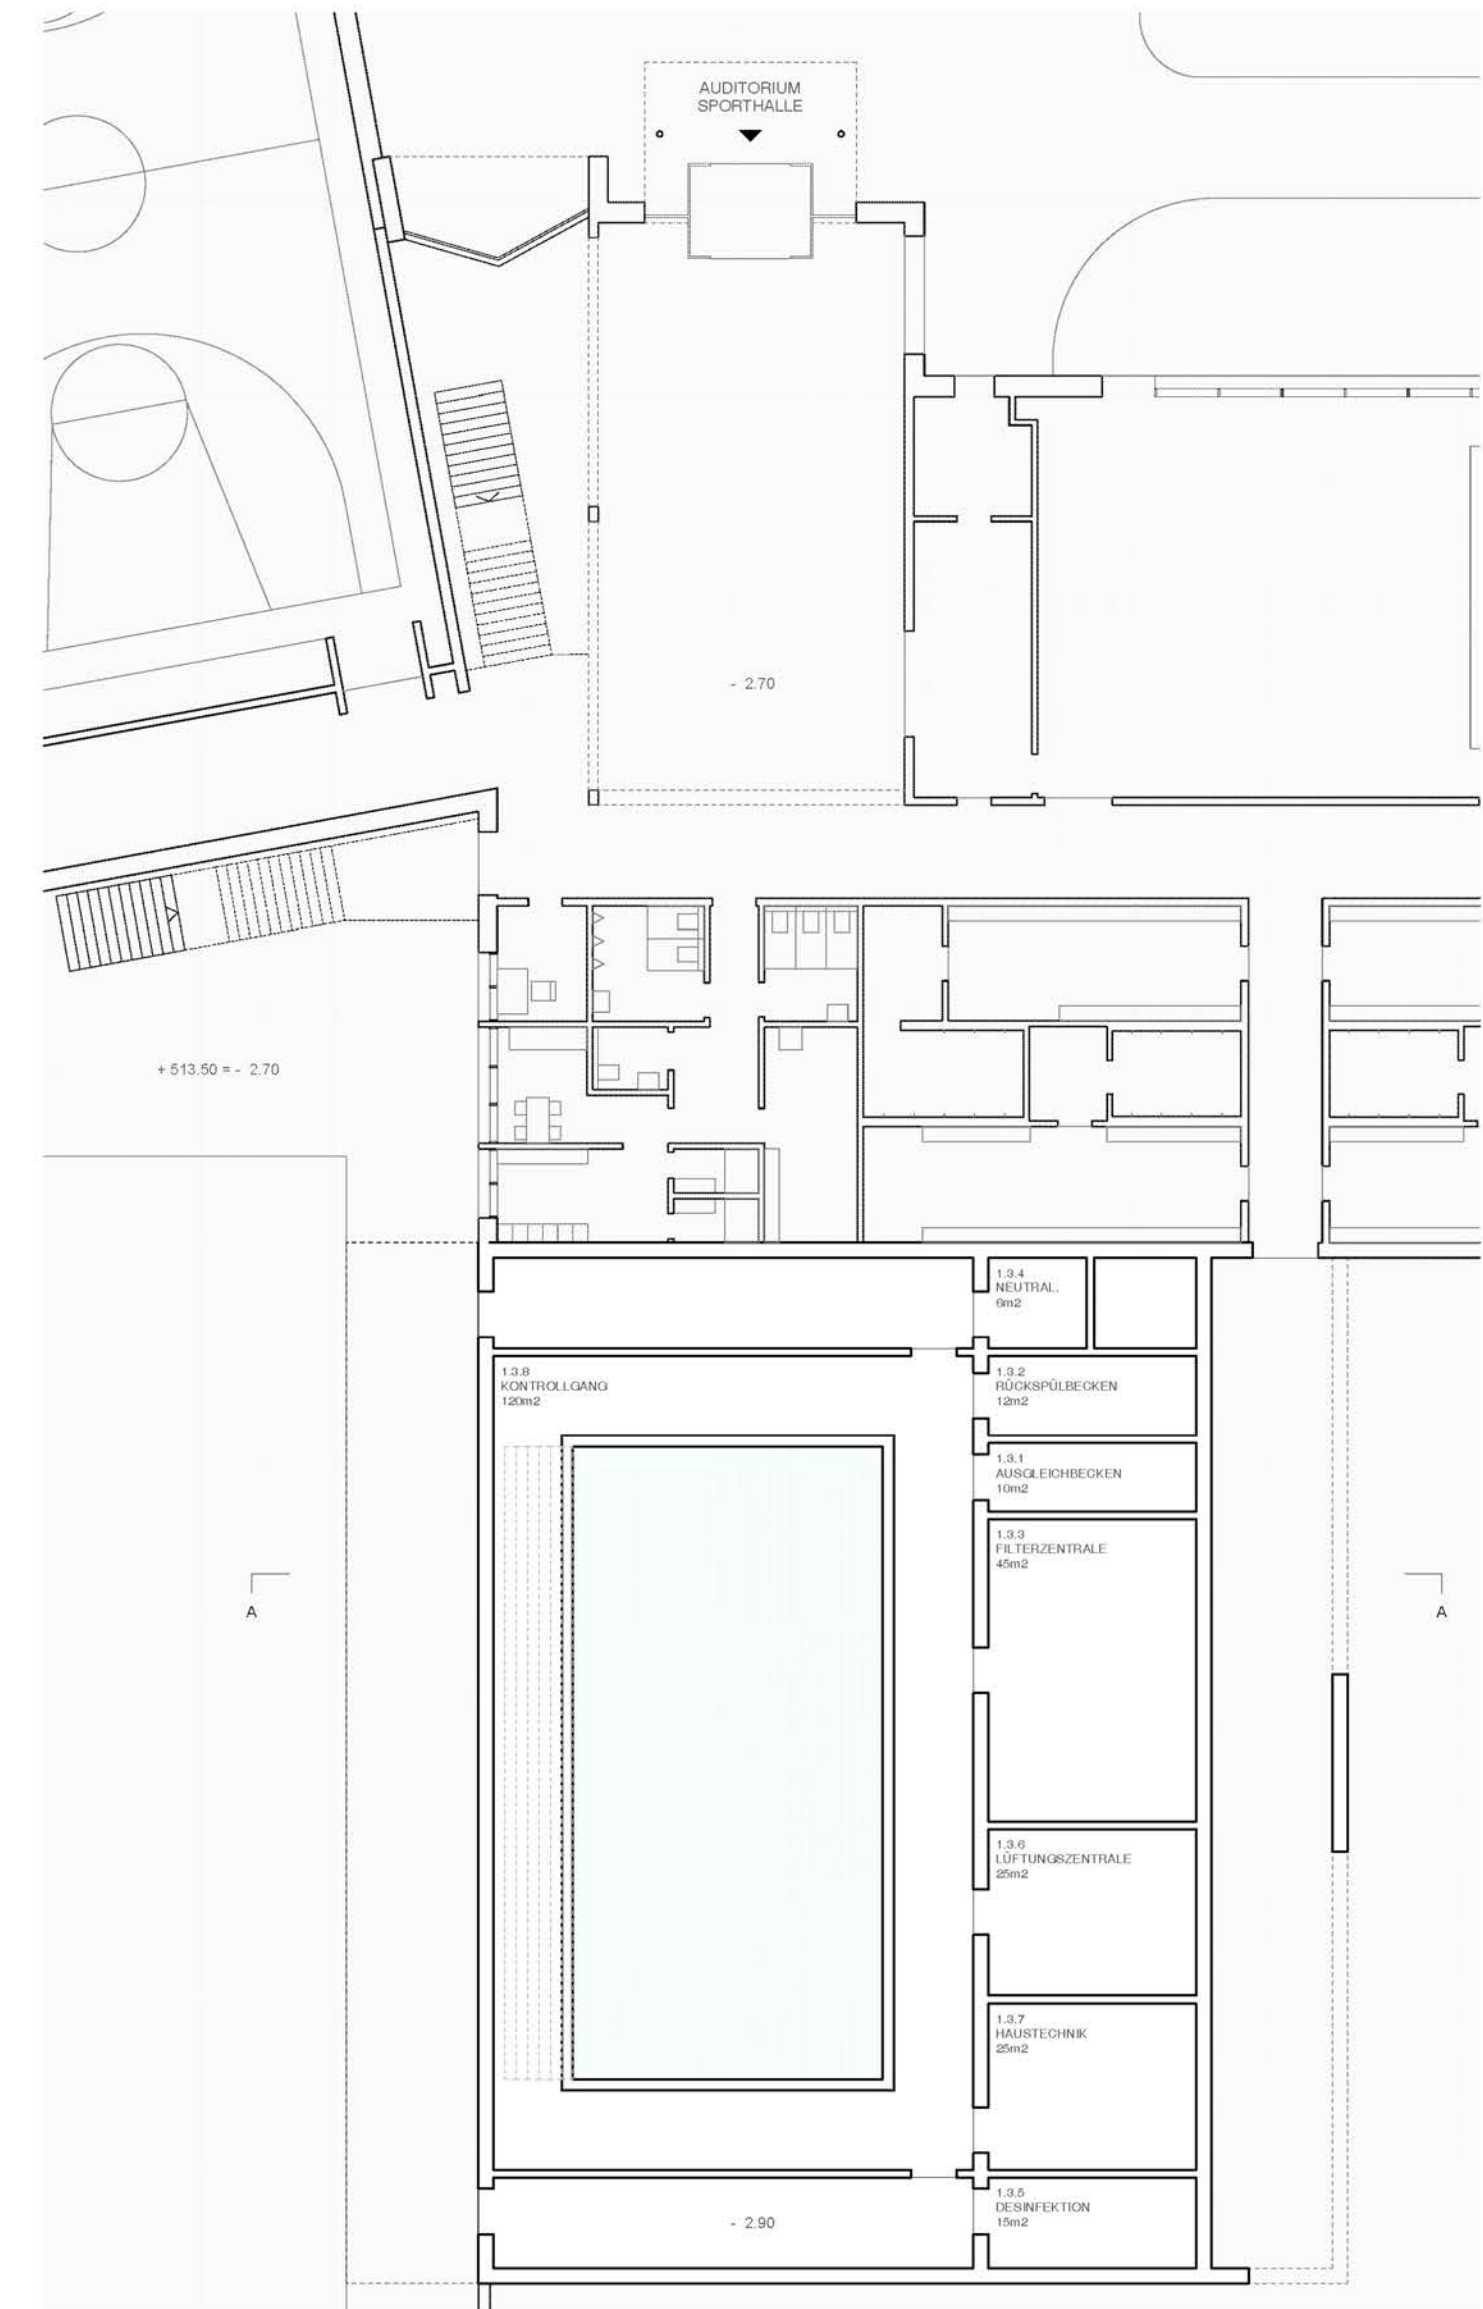 AUDITORIUM
SPORTHALLE
- 2.70
+ 513.50 = - 2.70
1.3.4
NEUTRAL.
6m2
1.3.8
KONTROLLGANG
120m2
1.3.2
RÜCKSPÜLBECKEN
12m2
1.3.1
AUSGLEICHBECKEN
10m2
1.3.3
FILTERZENTRALE
45m2
A
A
1.3.6
LÜFTUNGSZENTRALE
25m2
1.3.7
HAUSTECHNIK
25m2
1.3.5
DESINFEKTION
15m2
- 2.90